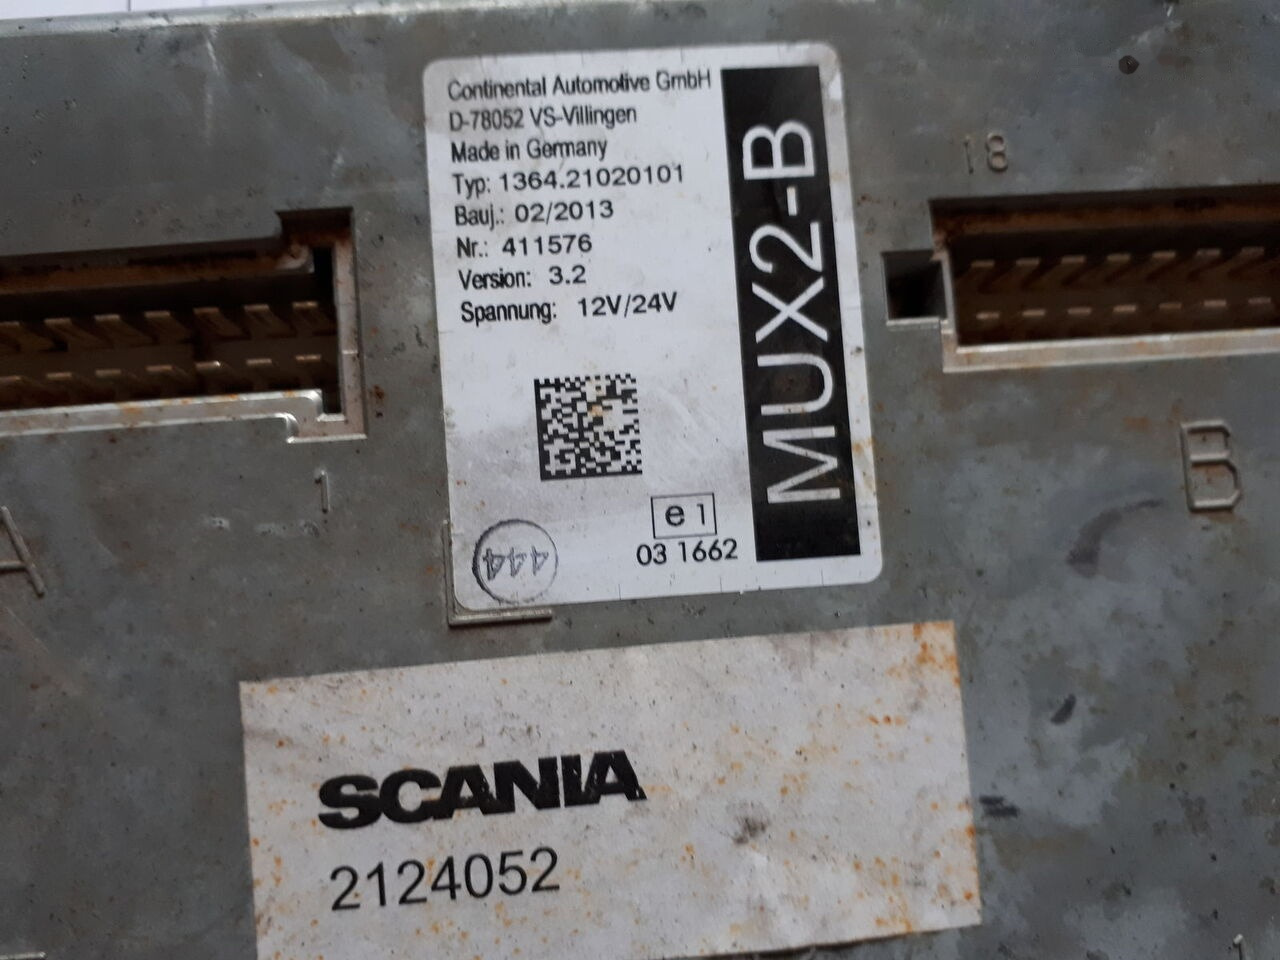 Continental Automotive GmbH
D-78052 VS-Villingen
Made in Germany
Typ: 1364.21020101
Bauj.: 02/2013
Nr.: 411576
Version: 3.2
Spannung: 12V/24V
MUX2-B
e1
03 1662
444
18
1
A
B
SCANIA
2124052
1